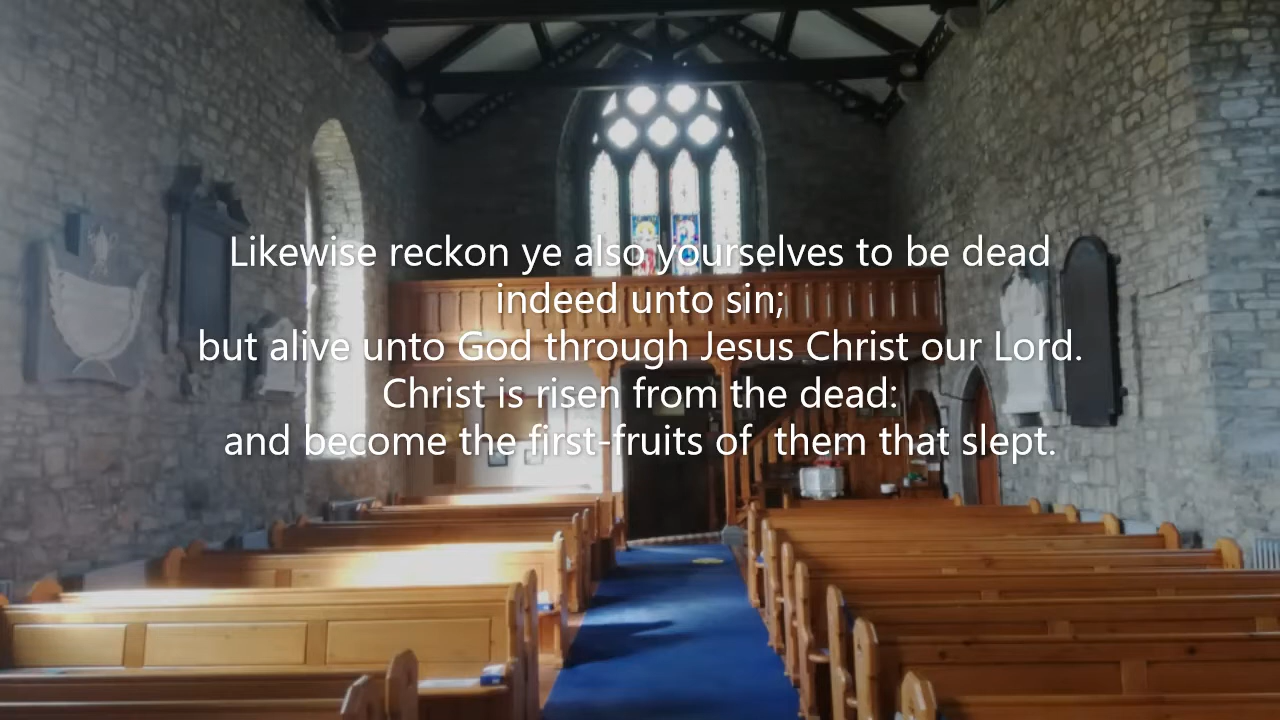 Likewise reckon ye also yourselves to be dead
indeed unto sin;
but alive unto God through Jesus Christ our Lord.
Christ is risen from the dead:
and become the first-fruits of  them that slept.